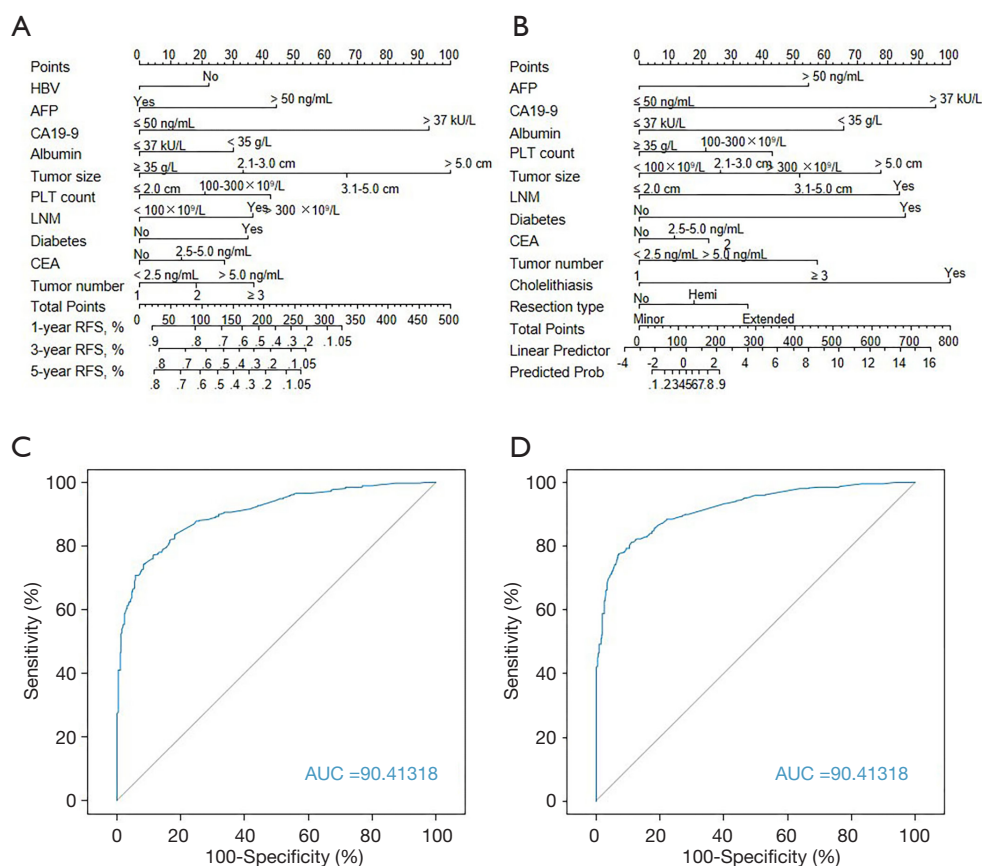 A
0 10 20 30 40 50 60 70 80 90 100
Points
No
HBV
Yes > 50 ng/mL
AFP
≤ 50 ng/mL > 37 kU/L
CA19-9
≤ 37 kU/L < 35 g/L
Albumin
≥ 35 g/L 2.1-3.0 cm > 5.0 cm
Tumor size
≤ 2.0 cm 100-300×10⁹/L 3.1-5.0 cm
PLT count
< 100×10⁹/L Yes > 300 ×10⁹/L
LNM
No Yes
Diabetes
No 2.5-5.0 ng/mL
CEA
< 2.5 ng/mL > 5.0 ng/mL
Tumor number
1 2 ≥ 3
Total Points
0 50 100 150 200 250 300 350 400 450 500
1-year RFS, %
.9 .8 .7 .6 .5 .4 .3 .2 .1 .05
3-year RFS, %
.8 .7 .6 .5 .4 .3 .2 .1 .05
5-year RFS, %
.8 .7 .6 .5 .4 .3 .2 .1 .05
B
0 10 20 30 40 50 60 70 80 90 100
Points
> 50 ng/mL
AFP
≤ 50 ng/mL > 37 kU/L
CA19-9
≤ 37 kU/L < 35 g/L
Albumin
≥ 35 g/L 100-300×10⁹/L
PLT count
< 100×10⁹/L 2.1-3.0 cm > 300 ×10⁹/L > 5.0 cm
Tumor size
≤ 2.0 cm 3.1-5.0 cm Yes
LNM
No Yes
Diabetes
No 2.5-5.0 ng/mL
CEA
< 2.5 ng/mL > 5.0 ng/mL 2
Tumor number
1 ≥ 3 Yes
Cholelithiasis
No Hemi
Resection type
Minor Extended
Total Points
0 100 200 300 400 500 600 700 800
Linear Predictor
-4 -2 0 2 4 6 8 10 12 14 16
Predicted Prob
.1 .2 .3 .4 .5 .6 .7 .8 .9
C
100
80
60
40
20
0
Sensitivity (%)
AUC =90.41318
0 20 40 60 80 100
100-Specificity (%)
D
100
80
60
40
20
0
Sensitivity (%)
AUC =90.41318
0 20 40 60 80 100
100-Specificity (%)